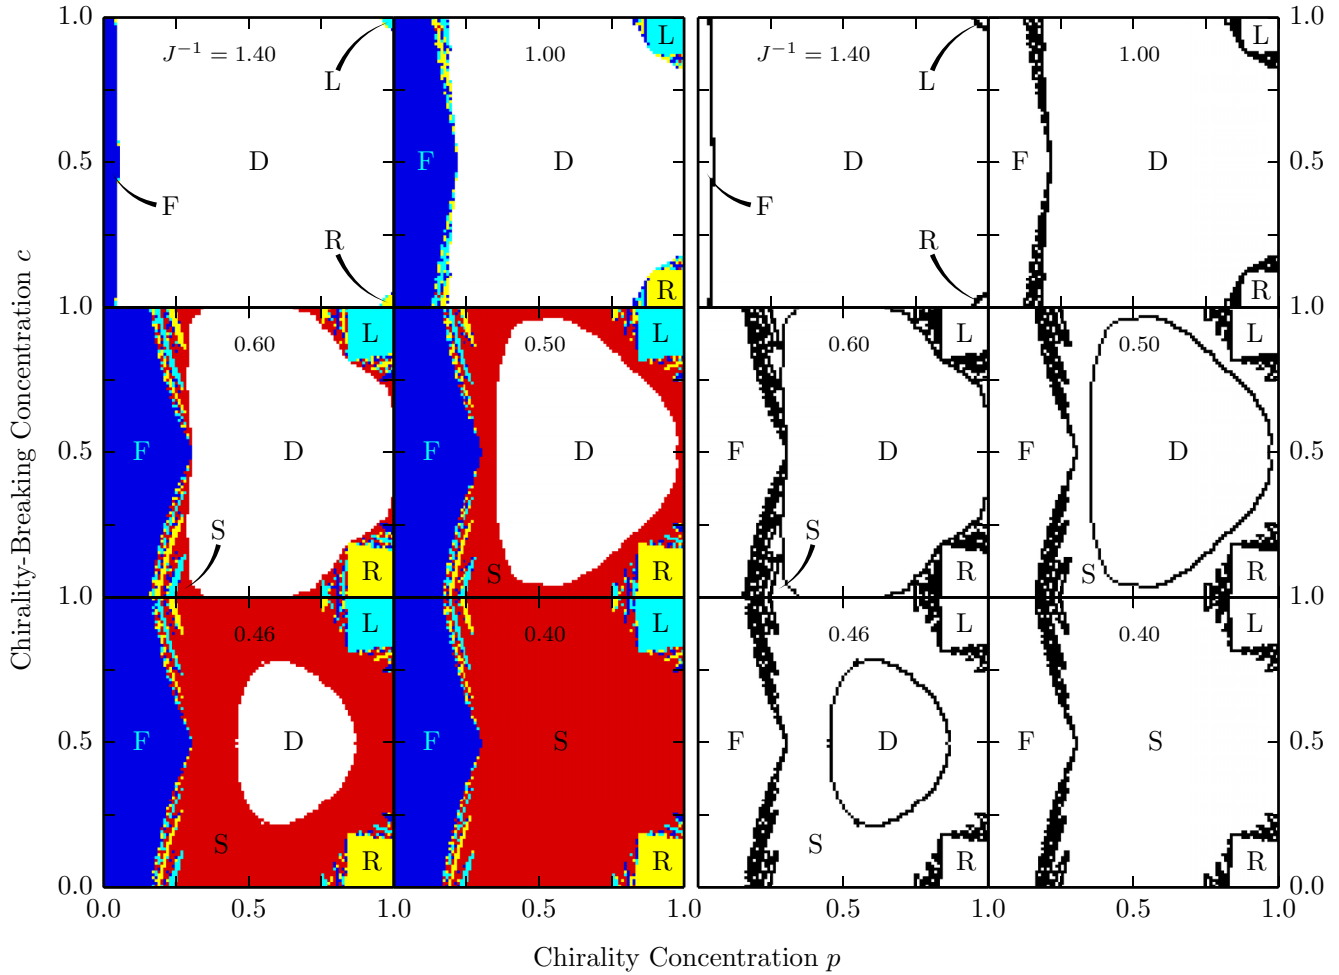 1.0 1.0
J⁻¹ = 1.40 L 1.00 L J⁻¹ = 1.40 L 1.00 L
0.5 F D F D F D F D 0.5
R R R R
1.0 1.0
0.60 L 0.50 L 0.60 L 0.50 L
0.5 F D F D F D F D 0.5
S R S R S R S R
1.0 1.0
0.46 L 0.40 L 0.46 L 0.40 L
0.5 F D F S F D F S 0.5
S R R S R R
0.0 0.0
0.0 0.5 1.0 0.5 1.0 0.5 1.0 0.5 1.0
Chirality Concentration p
Chirality-Breaking Concentration c